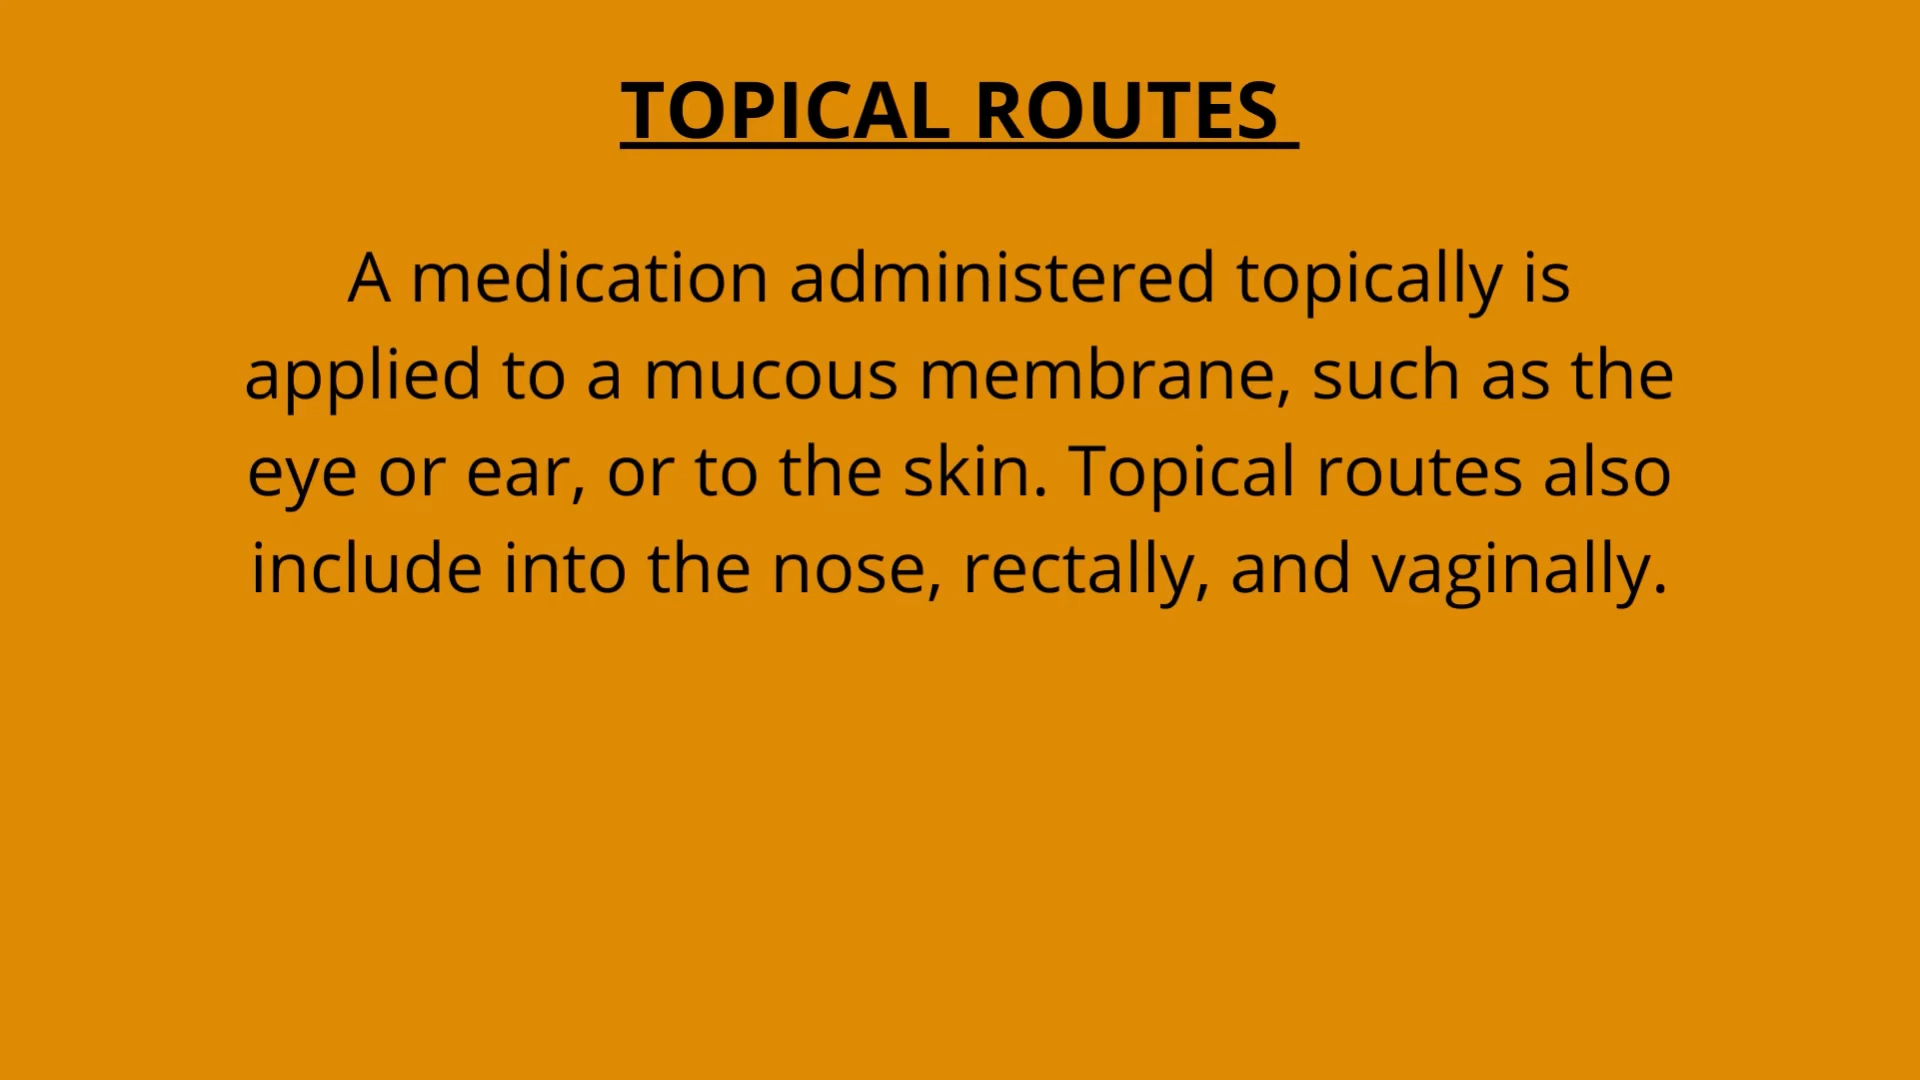 TOPICAL ROUTES
A medication administered topically is
applied to a mucous membrane, such as the
eye or ear, or to the skin. Topical routes also
include into the nose, rectally, and vaginally.